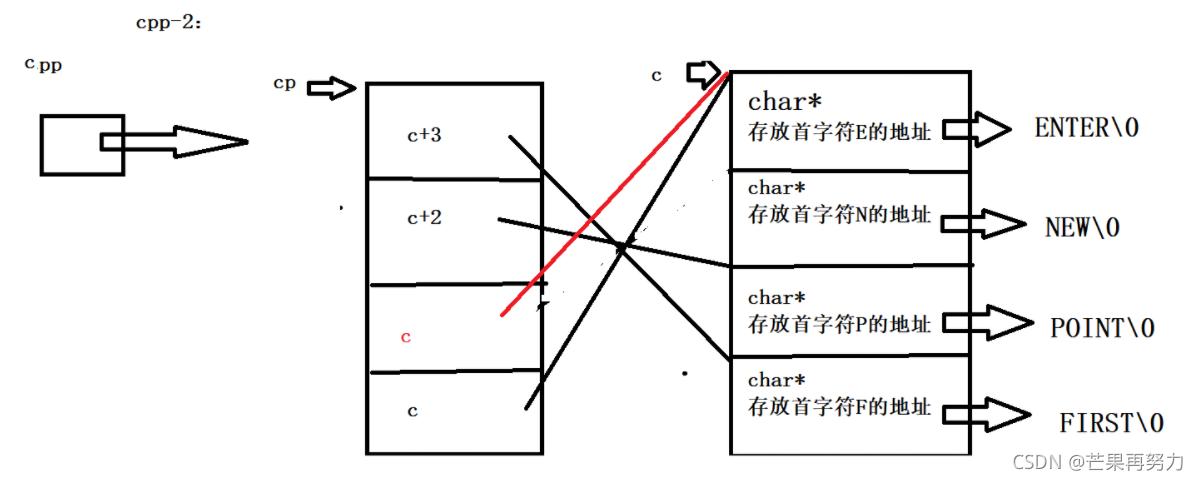 cpp-2:
cpp
cp
c
c+3
c+2
c
c
char*
存放首字符E的地址
ENTER\0
char*
存放首字符N的地址
NEW\0
char*
存放首字符P的地址
POINT\0
char*
存放首字符F的地址
FIRST\0
CSDN @芒果再努力